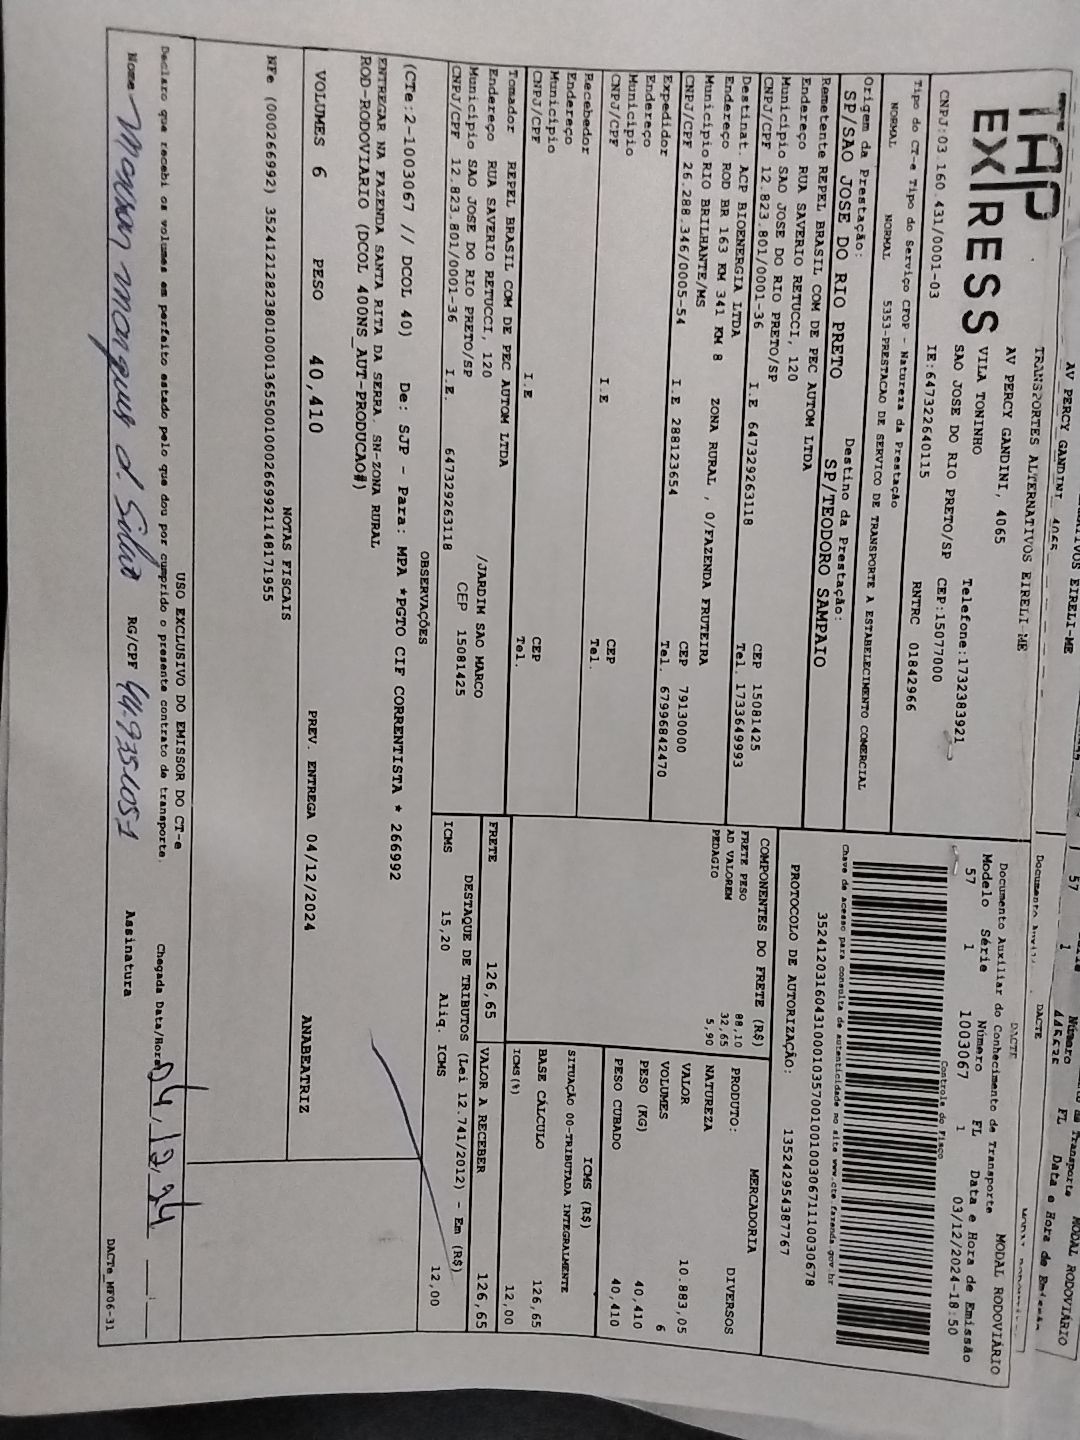 AV PERCY GANDINI 4065
57 1
TAP
EXPRESS
TRANSPORTES ALTERNATIVOS EIRELI-ME
AV PERCY GANDINI, 4065
VILA TONINHO
SAO JOSE DO RIO PRETO/SP
Telefone:1732383921
CEP:15077000
CNPJ:03 160.431/0001-03 IE:647322640115 RNTRC 01842966
Tipo do CT-e Tipo do Serviço CFOP - Natureza da Prestação
NORMAL NORMAL 5353-PRESTACAO DE SERVICO DE TRANSPORTE A ESTABELECIMENTO COMERCIAL
DACTE MODAL RODOVIÁRIO
Documento Auxiliar do Conhecimento de Transporte
Modelo Série Número FL Data e Hora de Emissão
57 1 1003067 1 03/12/2024-18:50
Controle do Fisco
Chave de acesso para consulta de autenticidade no site www.cte.fazenda.gov.br
35241203160431000103570010010030671110030678
PROTOCOLO DE AUTORIZAÇÃO: 135242954387767
Origem da Prestação: Destino da Prestação:
SP/SAO JOSE DO RIO PRETO SP/TEODORO SAMPAIO
Remetente REPEL BRASIL COM DE PEC AUTOM LTDA
Endereço RUA SAVERIO RETUCCI, 120
Município SAO JOSE DO RIO PRETO/SP CEP 15081425
CNPJ/CPF 12.823.801/0001-36 I.E 647329263118 Tel. 1733649993
Destinat. ACP BIOENERGIA LTDA
Endereço ROD BR 163 KM 341 KM 8 ZONA RURAL , 0/FAZENDA FRUTEIRA
Município RIO BRILHANTE/MS CEP 79130000
CNPJ/CPF 26.288.346/0005-54 I.E 288123654 Tel. 67996842470
Expedidor
Endereço
Município CEP
CNPJ/CPF I.E Tel.
Recebedor
Endereço
Município CEP
CNPJ/CPF I.E Tel.
Tomador REPEL BRASIL COM DE PEC AUTOM LTDA
Endereço RUA SAVERIO RETUCCI, 120 /JARDIM SAO MARCO
Município SAO JOSE DO RIO PRETO/SP CEP 15081425
CNPJ/CPF 12.823.801/0001-36 I.E. 647329263118
COMPONENTES DO FRETE (R$)
FRETE PESO 88,10
AD VALOREM 32,65
PEDAGIO 5,90
PRODUTO: MERCADORIA
NATUREZA DIVERSOS
VALOR 10.883,05
VOLUMES 6
PESO (KG) 40,410
PESO CUBADO 40,410
ICMS (R$)
SITUAÇÃO 00-TRIBUTADA INTEGRALMENTE
BASE CÁLCULO 126,65
ICMS(%) 12,00
FRETE 126,65 VALOR A RECEBER 126,65
DESTAQUE DE TRIBUTOS (Lei 12.741/2012) - Em (R$)
ICMS 15,20 Aliq. ICMS 12,00
OBSERVAÇÕES
(CTe:2-1003067 // DCOL 40) De: SJP - Para: MPA *PGTO CIF CORRENTISTA * 266992
ENTREGAR NA FAZENDA SANTA RITA DA SERRA. SN-ZONA RURAL
ROD-RODOVIARIO (DCOL 400NS_AUT-PRODUCAO#)
VOLUMES 6 PESO 40,410 PREV. ENTREGA 04/12/2024 ANABEATRIZ
NOTAS FISCAIS
NFe (000266992) 35241212823801000136550010002669921148171955
USO EXCLUSIVO DO EMISSOR DO CT-e
Declaro que recebi os volumes em perfeito estado pelo que dou por cumprido o presente contrato de transporte. Chegada Data/Hora 04/12/24
Nome d. Silva RG/CPF Assinatura
DACTe_MF06-31